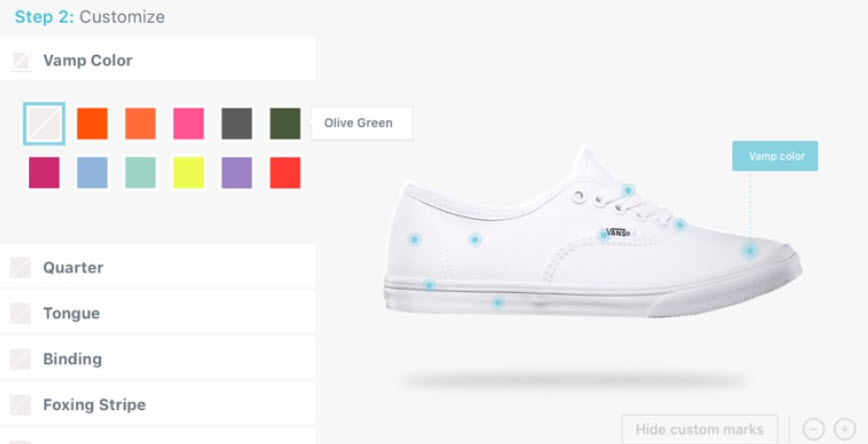 Step 2: Customize
Vamp Color
Olive Green
Vamp color
VANS
Quarter
Tongue
Binding
Foxing Stripe
Hide custom marks